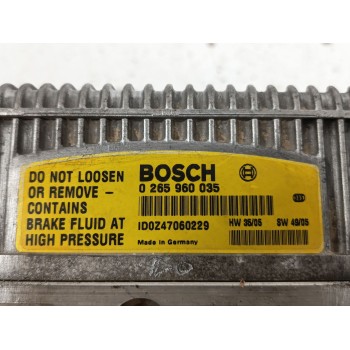 DO NOT LOOSEN
OR REMOVE -
CONTAINS
BRAKE FLUID AT
HIGH PRESSURE
BOSCH
0 265 960 035
ID0Z47060229
Made in Germany
HW 35/05 SW 49/05